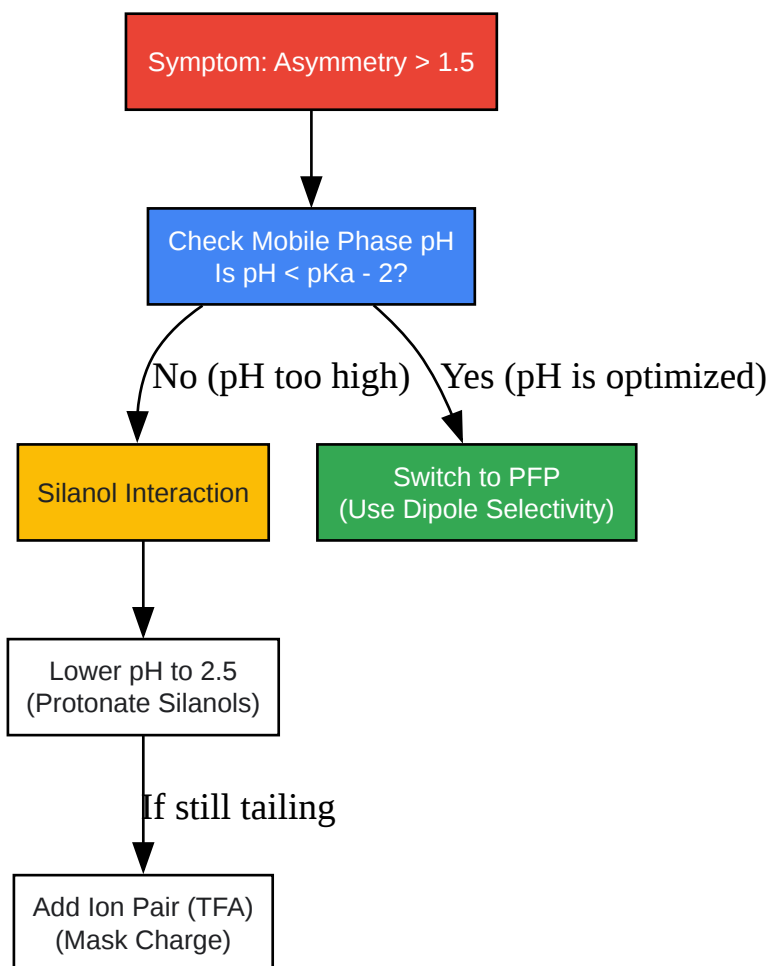 Symptom: Asymmetry > 1.5
Check Mobile Phase pH
Is pH < pKa - 2?
No (pH too high)
Yes (pH is optimized)
Silanol Interaction
Switch to PFP
(Use Dipole Selectivity)
Lower pH to 2.5
(Protonate Silanols)
If still tailing
Add Ion Pair (TFA)
(Mask Charge)